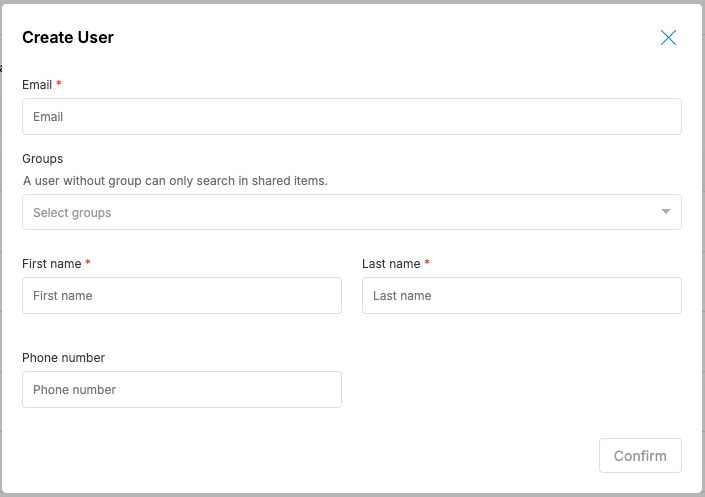 Create User
Email *
Email
Groups
A user without group can only search in shared items.
Select groups
First name *
Last name *
First name
Last name
Phone number
Phone number
Confirm